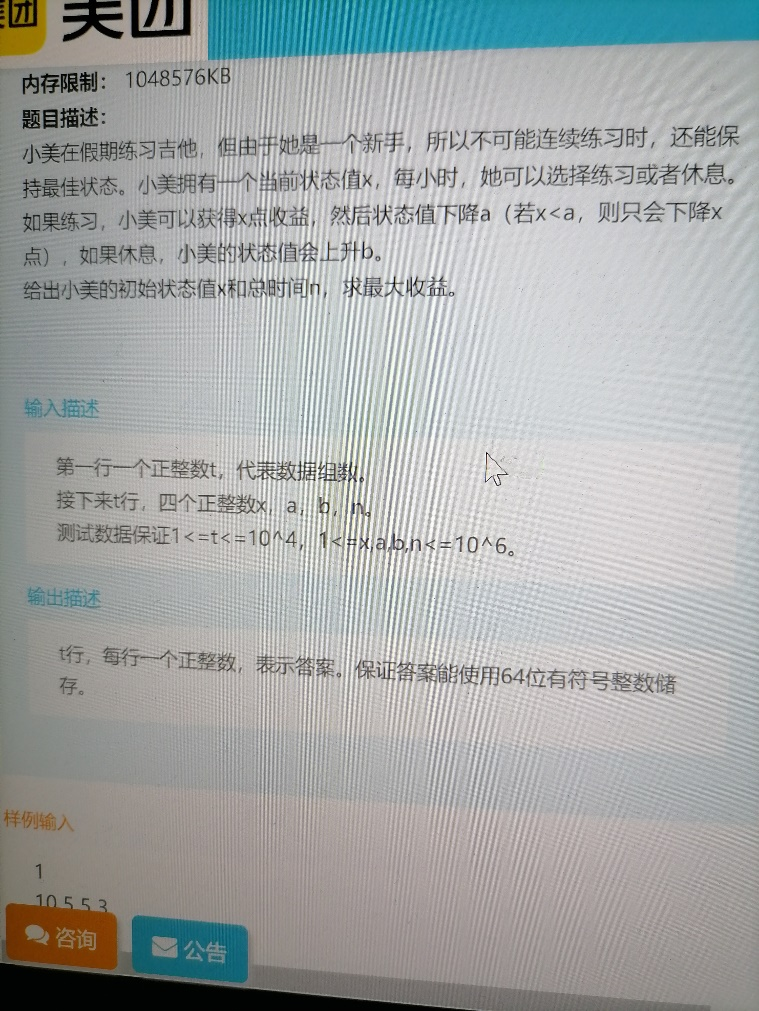 美团
美团
内存限制： 1048576KB
题目描述：
小美在假期练习吉他，但由于她是一个新手，所以不可能连续练习时，还能保
持最佳状态。小美拥有一个当前状态值x，每小时，她可以选择练习或者休息。
如果练习，小美可以获得x点收益，然后状态值下降a（若x<a，则只会下降x
点），如果休息，小美的状态值会上升b。
给出小美的初始状态值x和总时间n，求最大收益。
输入描述
第一行一个正整数t，代表数据组数。
接下来t行，四个正整数x，a，b，n。
测试数据保证1<=t<=10^4，1<=x,a,b,n<=10^6。
输出描述
t行，每行一个正整数，表示答案。保证答案能使用64位有符号整数储
存。
样例输入
1
10 5 5 3
咨询
公告